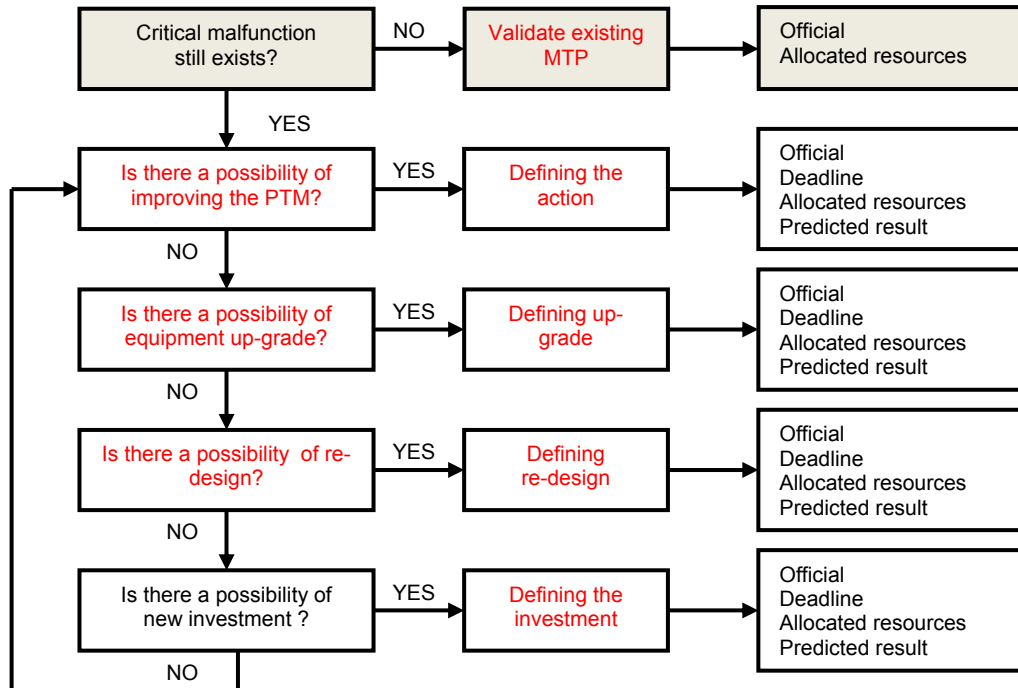 Critical malfunction
still exists?
NO
Validate existing
MTP
Official
Allocated resources
YES
Is there a possibility of
improving the PTM?
YES
Defining the
action
Official
Deadline
Allocated resources
Predicted result
NO
Is there a possibility of
equipment up-grade?
YES
Defining up-
grade
Official
Deadline
Allocated resources
Predicted result
NO
Is there a possibility  of re-
design?
YES
Defining
re-design
Official
Deadline
Allocated resources
Predicted result
NO
Is there a possibility of
new investment ?
YES
Defining the
investment
Official
Deadline
Allocated resources
Predicted result
NO